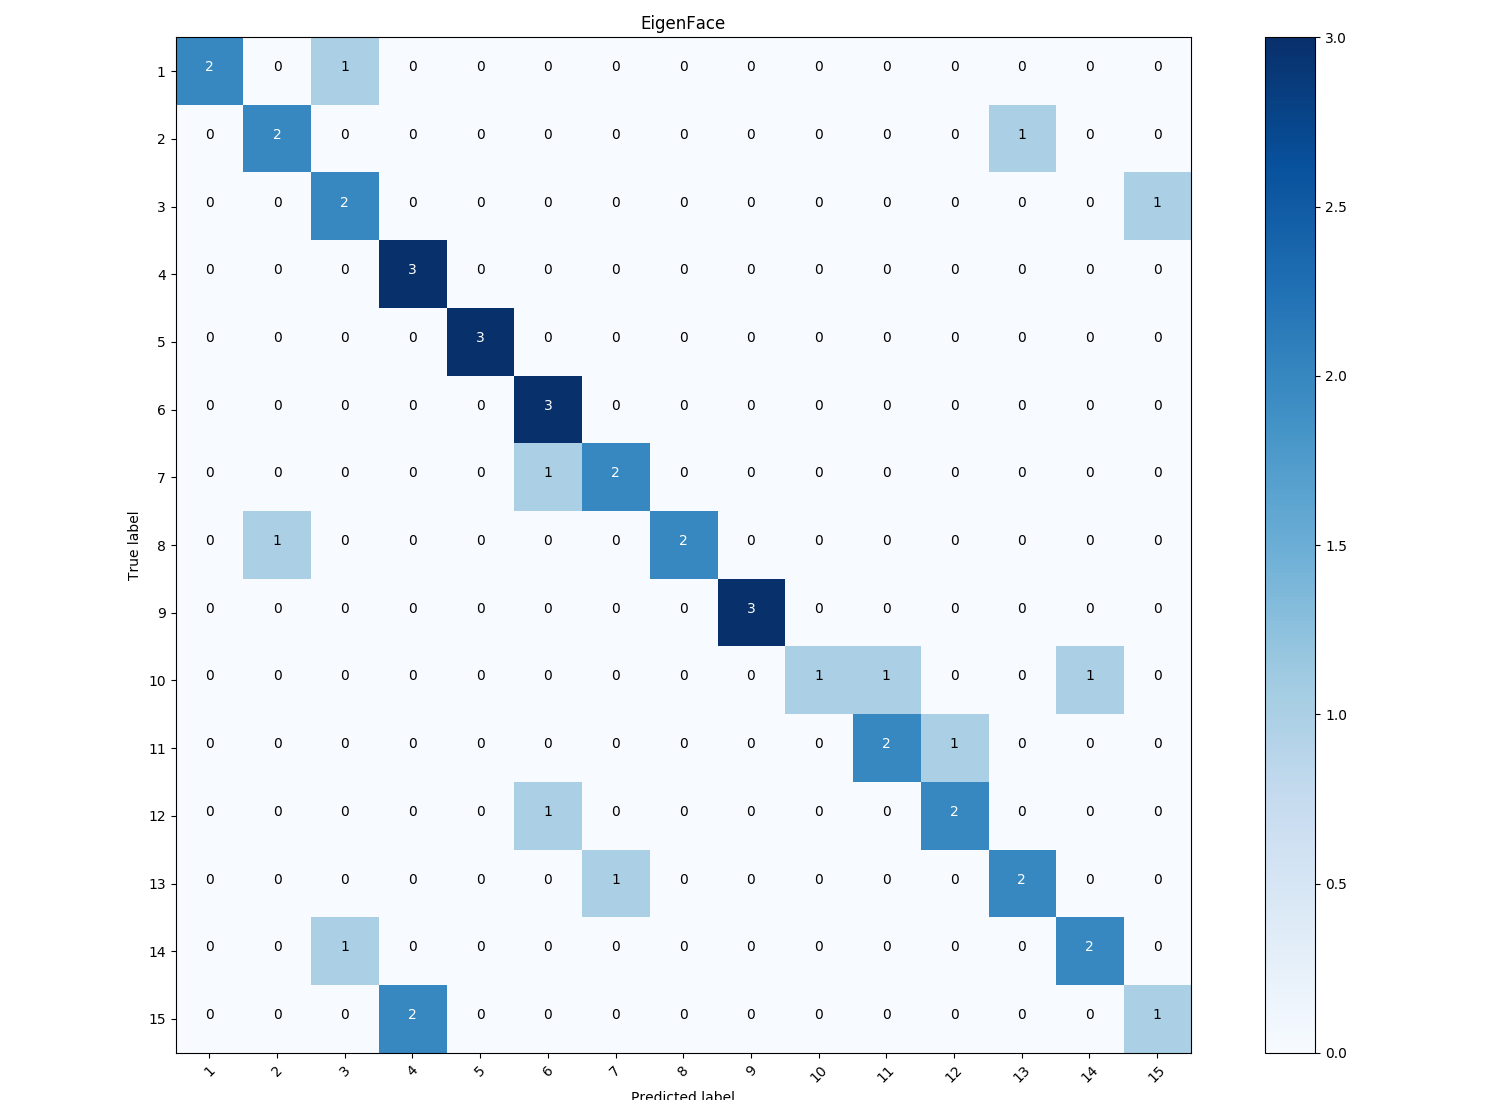 EigenFace
1 2 0 1 0 0 0 0 0 0 0 0 0 0 0 0
2 0 2 0 0 0 0 0 0 0 0 0 0 1 0 0
3 0 0 2 0 0 0 0 0 0 0 0 0 0 0 1
4 0 0 0 3 0 0 0 0 0 0 0 0 0 0 0
5 0 0 0 0 3 0 0 0 0 0 0 0 0 0 0
6 0 0 0 0 0 3 0 0 0 0 0 0 0 0 0
7 0 0 0 0 0 1 2 0 0 0 0 0 0 0 0
8 0 1 0 0 0 0 0 2 0 0 0 0 0 0 0
9 0 0 0 0 0 0 0 0 3 0 0 0 0 0 0
10 0 0 0 0 0 0 0 0 0 1 1 0 0 1 0
11 0 0 0 0 0 0 0 0 0 0 2 1 0 0 0
12 0 0 0 0 0 1 0 0 0 0 0 2 0 0 0
13 0 0 0 0 0 0 1 0 0 0 0 0 2 0 0
14 0 0 1 0 0 0 0 0 0 0 0 0 0 2 0
15 0 0 0 2 0 0 0 0 0 0 0 0 0 0 1
1 2 3 4 5 6 7 8 9 10 11 12 13 14 15
True label
Predicted label
3.0
2.5
2.0
1.5
1.0
0.5
0.0